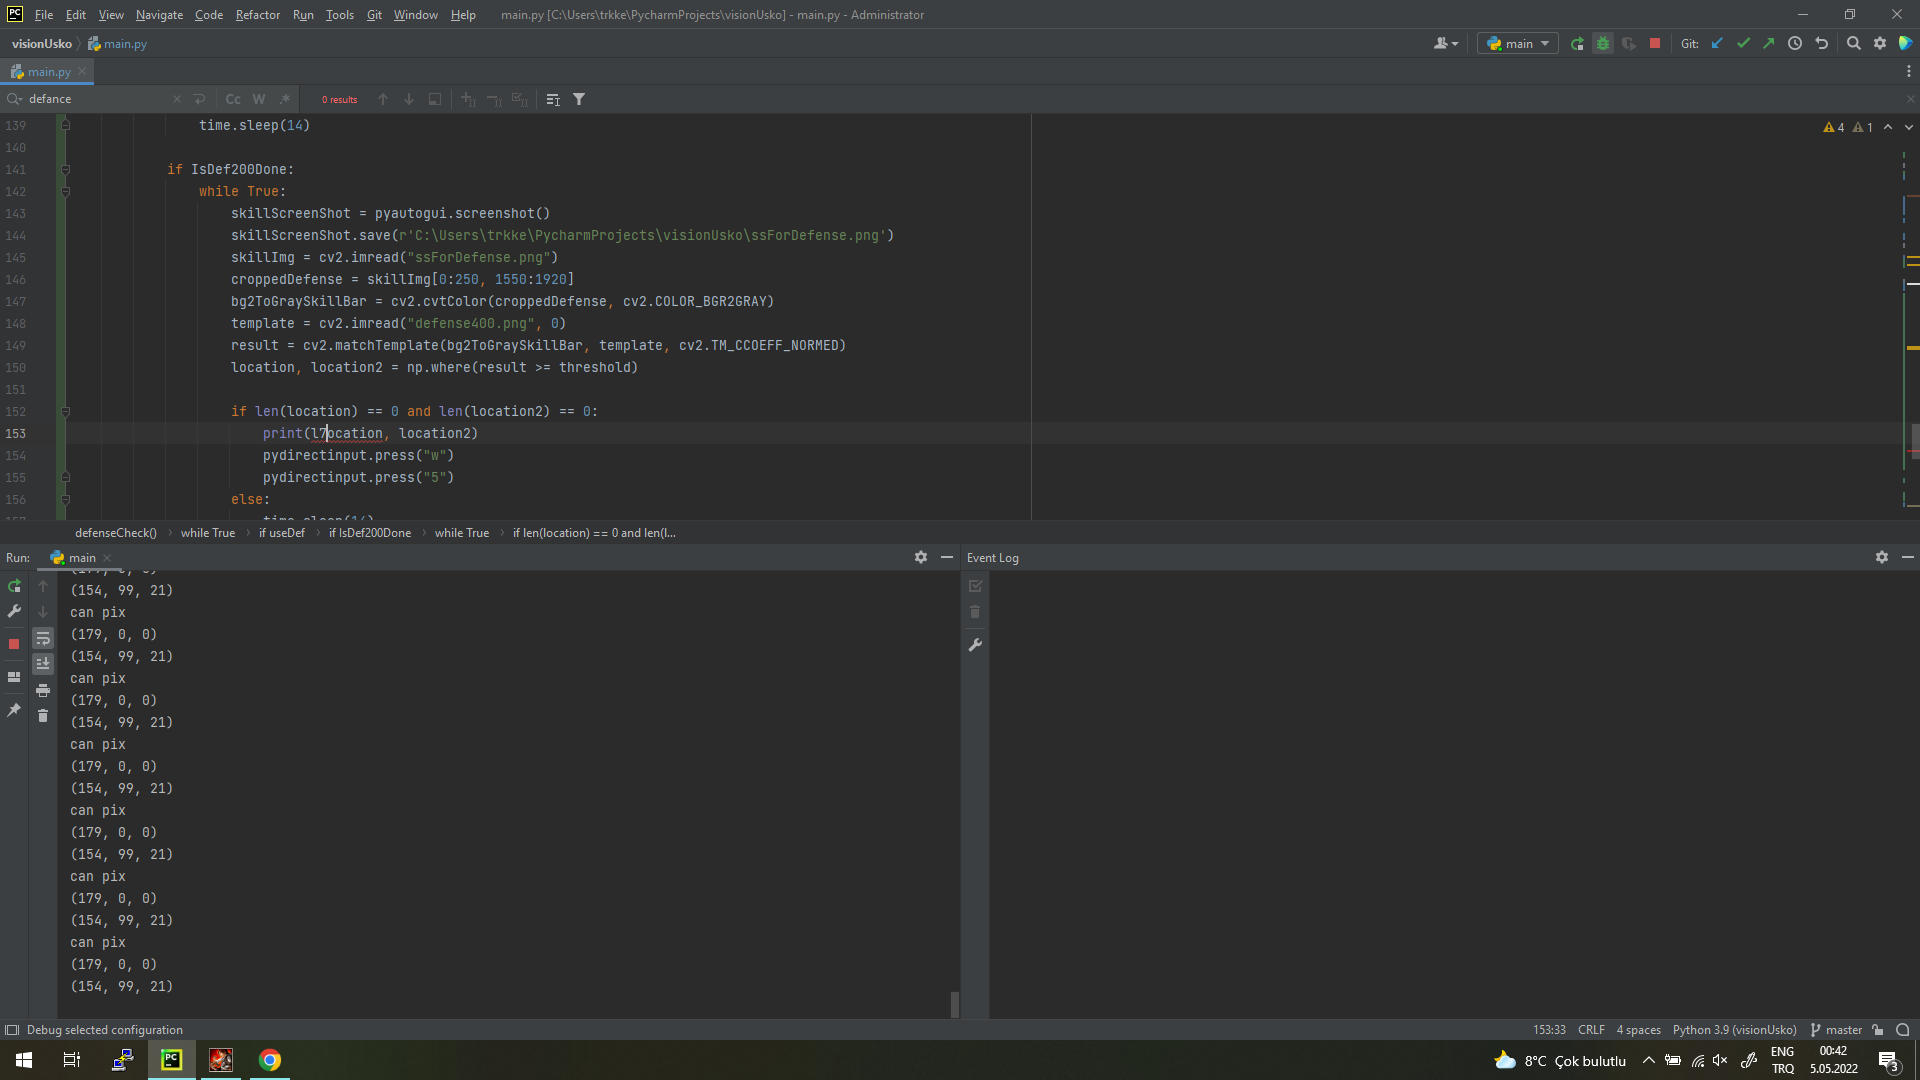 PC File Edit View Navigate Code Refactor Run Tools Git Window Help main.py [C:\Users\trkke\PycharmProjects\visionUsko] - main.py - Administrator
visionUsko main.py main Git:
main.py
defance Cc W .* 0 results
139 time.sleep(14) 4 1
140
141 if IsDef200Done:
142 while True:
143 skillScreenShot = pyautogui.screenshot()
144 skillScreenShot.save(r'C:\Users\trkke\PycharmProjects\visionUsko\ssForDefense.png')
145 skillImg = cv2.imread("ssForDefense.png")
146 croppedDefense = skillImg[0:250, 1550:1920]
147 bg2ToGraySkillBar = cv2.cvtColor(croppedDefense, cv2.COLOR_BGR2GRAY)
148 template = cv2.imread("defense400.png", 0)
149 result = cv2.matchTemplate(bg2ToGraySkillBar, template, cv2.TM_CCOEFF_NORMED)
150 location, location2 = np.where(result >= threshold)
151
152 if len(location) == 0 and len(location2) == 0:
153 print(l7ocation, location2)
154 pydirectinput.press("w")
155 pydirectinput.press("5")
156 else:
time.sleep(14)
defenseCheck() while True if useDef if IsDef200Done while True if len(location) == 0 and len(l...
Run: main Event Log
(179, 0, 0)
(154, 99, 21)
can pix
(179, 0, 0)
(154, 99, 21)
can pix
(179, 0, 0)
(154, 99, 21)
can pix
(179, 0, 0)
(154, 99, 21)
can pix
(179, 0, 0)
(154, 99, 21)
can pix
(179, 0, 0)
(154, 99, 21)
can pix
(179, 0, 0)
(154, 99, 21)
Debug selected configuration 153:33 CRLF 4 spaces Python 3.9 (visionUsko) master
PC 8°C Çok bulutlu ENG 00:42
TRQ 5.05.2022 3